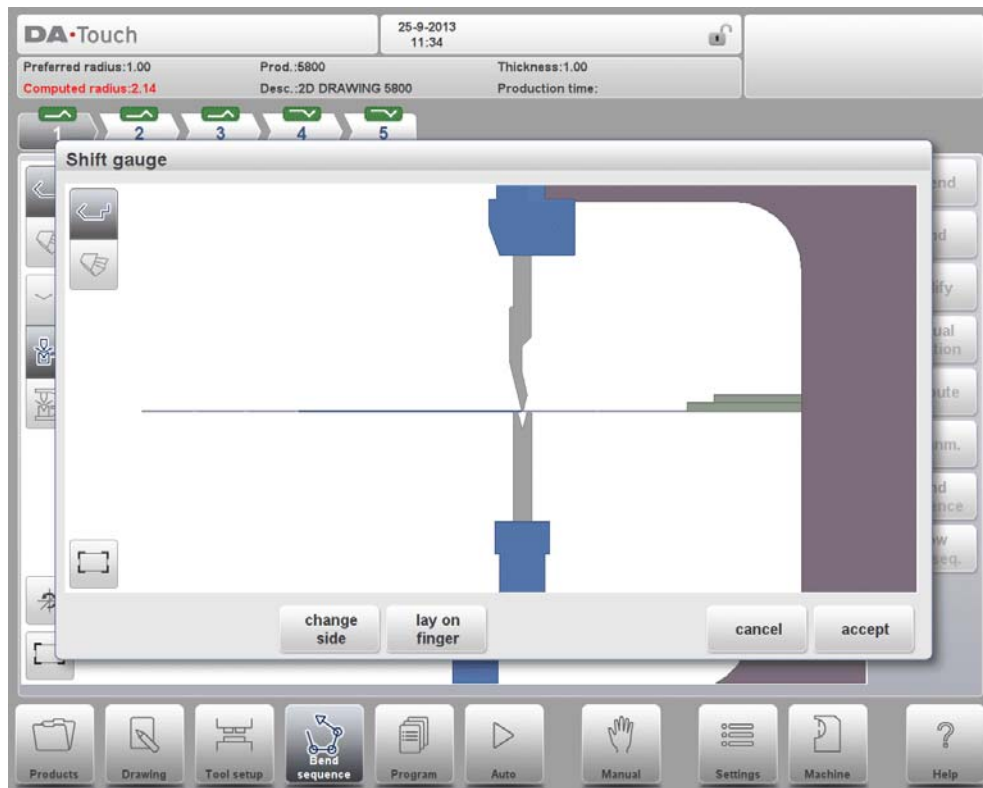 DA•Touch
25-9-2013
11:34
Preferred radius:1.00
Prod.:5800
Thickness:1.00
Computed radius:2.14
Desc.:2D DRAWING 5800
Production time:
1
2
3
4
5
Shift gauge
change
side
lay on
finger
cancel
accept
Products
Drawing
Tool setup
Bend
sequence
Program
Auto
Manual
Settings
Machine
Help